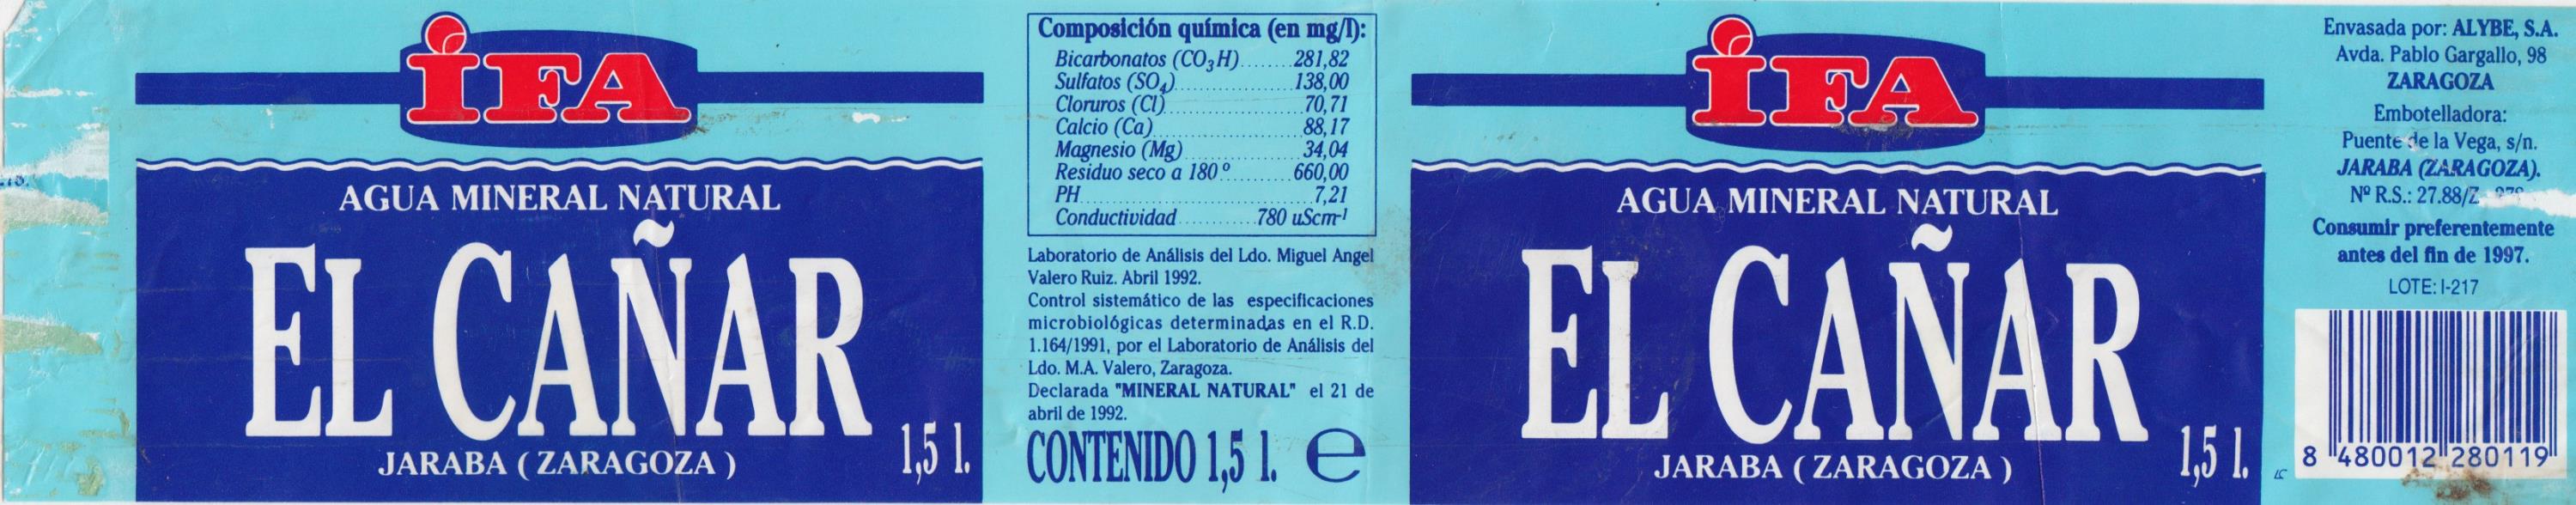 IFA
AGUA MINERAL NATURAL
EL CAÑAR
JARABA ( ZARAGOZA )
1,5 l.
Composición química (en mg/l):
Bicarbonatos (CO3H)........281,82
Sulfatos (SO4)..................138,00
Cloruros (Cl)....................70,71
Calcio (Ca)......................88,17
Magnesio (Mg)................34,04
Residuo seco a 180º..........660,00
PH.................................7,21
Conductividad............780 uScm-1
Laboratorio de Análisis del Ldo. Miguel Angel
Valero Ruiz. Abril 1992.
Control sistemático de las especificaciones
microbiológicas determinadas en el R.D.
1.164/1991, por el Laboratorio de Análisis del
Ldo. M.A. Valero, Zaragoza.
Declarada "MINERAL NATURAL" el 21 de
abril de 1992.
CONTENIDO 1,5 l. e
IFA
AGUA MINERAL NATURAL
EL CAÑAR
JARABA ( ZARAGOZA )
1,5 l.
Envasada por: ALYBE, S.A.
Avda. Pablo Gargallo, 98
ZARAGOZA
Embotelladora:
Puente de la Vega, s/n.
JARABA (ZARAGOZA).
Nº R.S.: 27.88/Z.
Consumir preferentemente
antes del fin de 1997.
LOTE: I-217
8 480012 280119